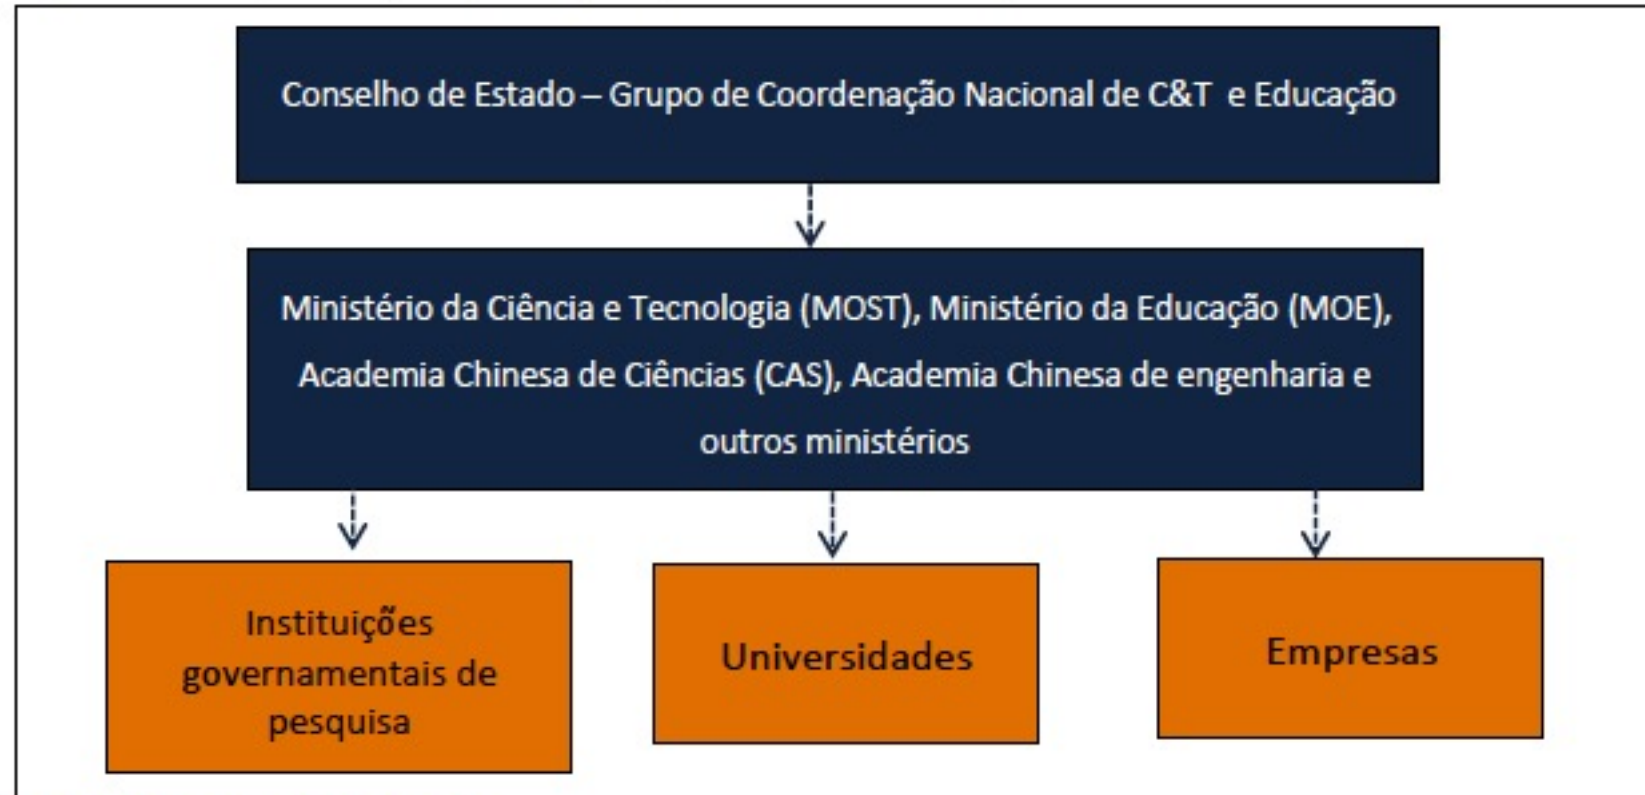 Conselho de Estado – Grupo de Coordenação Nacional de C&T e Educação
Ministério da Ciência e Tecnologia (MOST), Ministério da Educação (MOE),
Academia Chinesa de Ciências (CAS), Academia Chinesa de engenharia e
outros ministérios
Instituições
governamentais de
pesquisa
Universidades
Empresas